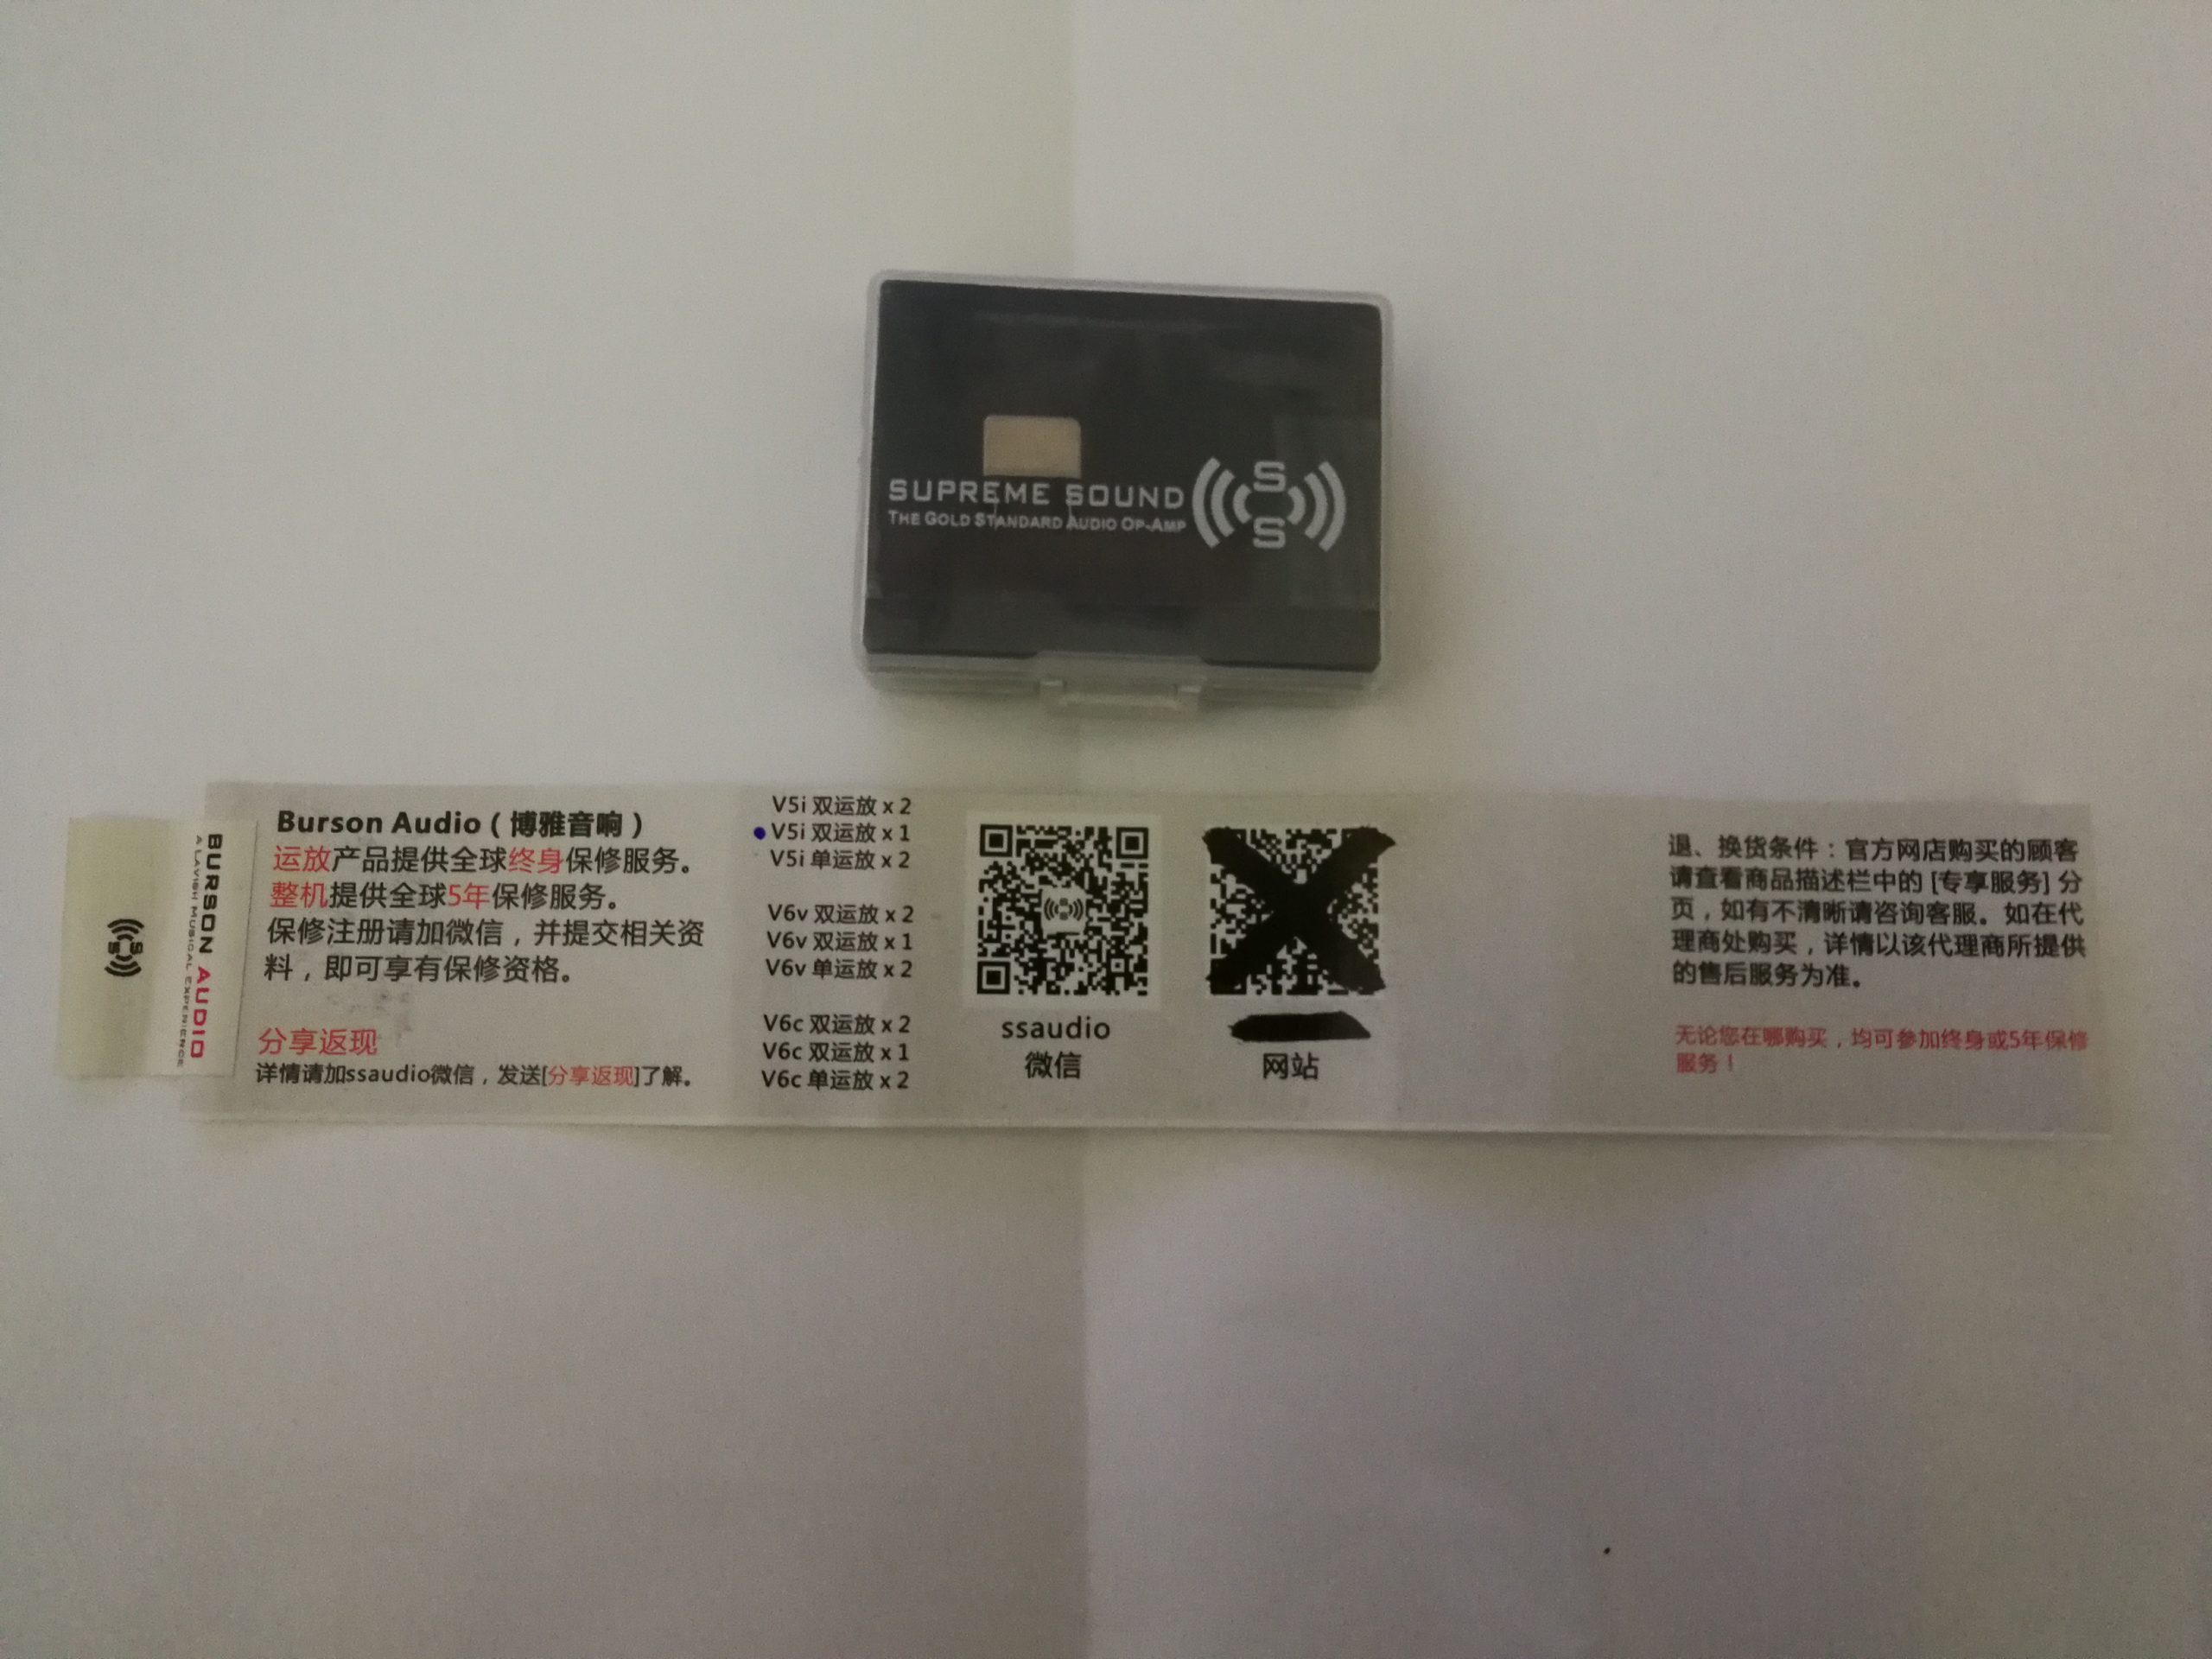 SUPREME SOUND
THE GOLD STANDARD AUDIO OP-AMP
S
S
BURSON AUDIO
A LAVISH MUSICAL EXPERIENCE
S
S
Burson Audio（博雅音响）
运放产品提供全球终身保修服务。
整机提供全球5年保修服务。
保修注册请加微信，并提交相关资
料，即可享有保修资格。
分享返现
详情请加ssaudio微信，发送[分享返现]了解。
V5i 双运放 x 2
V5i 双运放 x 1
V5i 单运放 x 2
V6v 双运放 x 2
V6v 双运放 x 1
V6v 单运放 x 2
V6c 双运放 x 2
V6c 双运放 x 1
V6c 单运放 x 2
ssaudio
微信
网站
退、换货条件：官方网店购买的顾客
请查看商品描述栏中的 [专享服务] 分
页，如有不清晰请咨询客服。如在代
理商处购买，详情以该代理商所提供
的售后服务为准。
无论您在哪购买，均可参加终身或5年保修
服务！